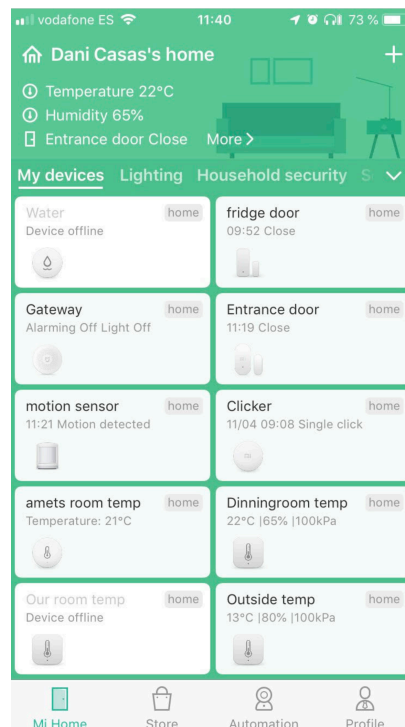 vodafone ES 11:40 73 %
Dani Casas's home
Temperature 22°C
Humidity 65%
Entrance door Close More >
My devices Lighting Household security S
Water home
Device offline
fridge door home
09:52 Close
Gateway home
Alarming Off Light Off
Entrance door home
11:19 Close
motion sensor home
11:21 Motion detected
Clicker home
11/04 09:08 Single click
amets room temp home
Temperature: 21°C
Dinningroom temp home
22°C |65% |100kPa
Our room temp home
Device offline
Outside temp home
13°C |80% |100kPa
Mi Home Store Automation Profile